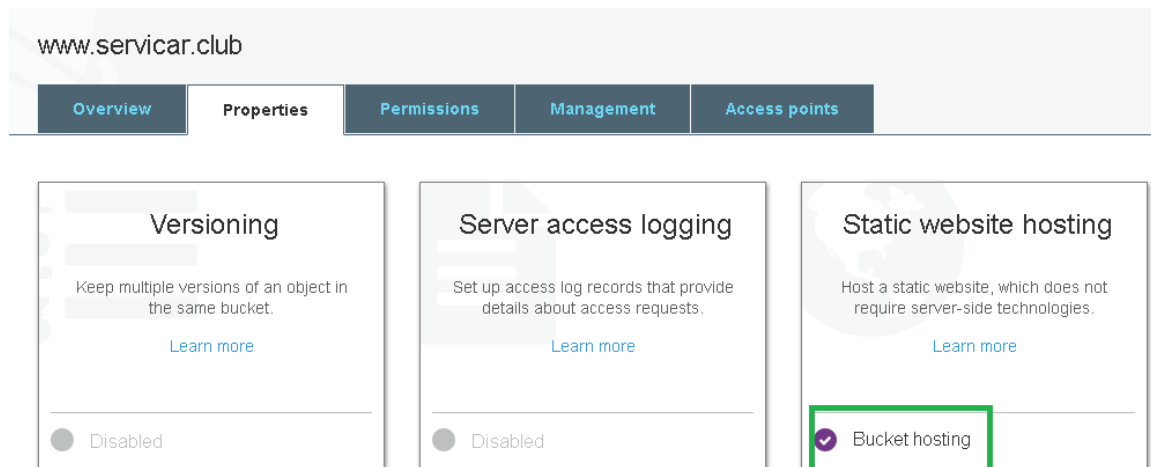 www.servicar.club
Overview
Properties
Permissions
Management
Access points
Versioning
Keep multiple versions of an object in
the same bucket.
Learn more
Disabled
Server access logging
Set up access log records that provide
details about access requests.
Learn more
Disabled
Static website hosting
Host a static website, which does not
require server-side technologies.
Learn more
Bucket hosting